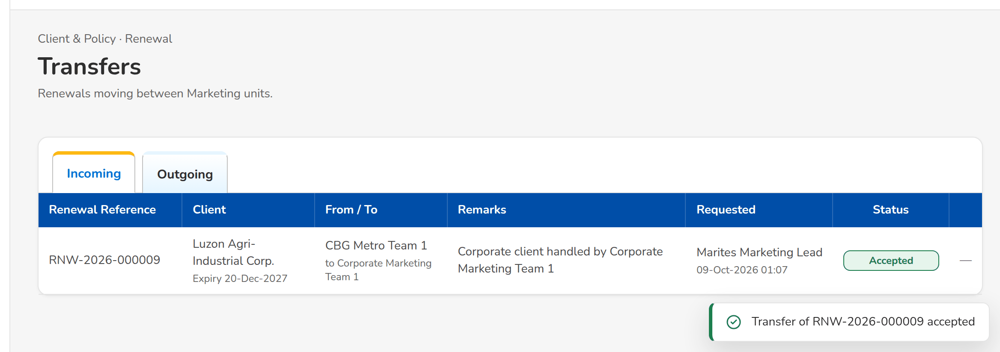 Client & Policy · Renewal
Transfers
Renewals moving between Marketing units.
Incoming
Outgoing
Renewal Reference
Client
From / To
Remarks
Requested
Status
RNW-2026-000009
Luzon Agri-
Industrial Corp.
Expiry 20-Dec-2027
CBG Metro Team 1
to Corporate Marketing
Team 1
Corporate client handled by Corporate
Marketing Team 1
Marites Marketing Lead
09-Oct-2026 01:07
Accepted
—
Transfer of RNW-2026-000009 accepted